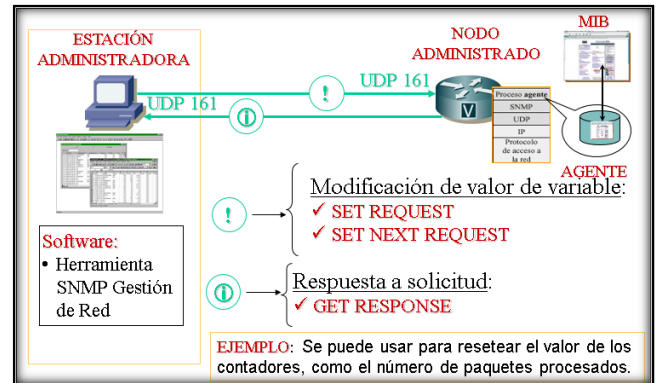 ESTACIÓN
ADMINISTRADORA
NODO
ADMINISTRADO
MIB
UDP 161
!
UDP 161
V
Proceso agente
SNMP
UDP
IP
Protocolo
de acceso a
la red
AGENTE
Software:
• Herramienta
SNMP Gestión
de Red
!
Modificación de valor de variable:
✓ SET REQUEST
✓ SET NEXT REQUEST
Respuesta a solicitud:
✓ GET RESPONSE
EJEMPLO: Se puede usar para resetear el valor de los
contadores, como el número de paquetes procesados.